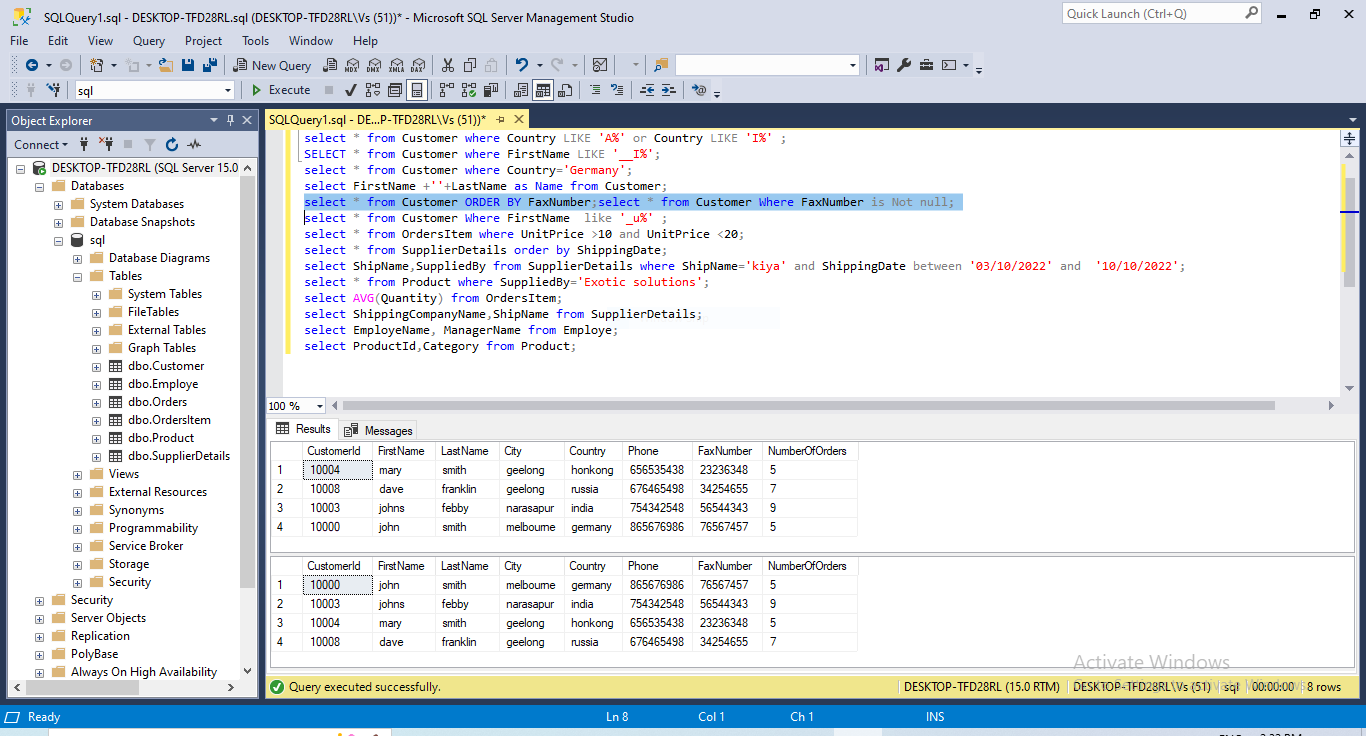 SQLQuery1.sql - DESKTOP-TFD28RL.sql (DESKTOP-TFD28RL\Vs (51))* - Microsoft SQL Server Management Studio
Quick Launch (Ctrl+Q)
File Edit View Query Project Tools Window Help
New Query MDX DMX XMLA DAX
sql Execute
Object Explorer
SQLQuery1.sql - DE...P-TFD28RL\Vs (51))*
Connect
DESKTOP-TFD28RL (SQL Server 15.0
Databases
System Databases
Database Snapshots
sql
Database Diagrams
Tables
System Tables
FileTables
External Tables
Graph Tables
dbo.Customer
dbo.Employe
dbo.Orders
dbo.OrdersItem
dbo.Product
dbo.SupplierDetails
Views
External Resources
Synonyms
Programmability
Service Broker
Storage
Security
Security
Server Objects
Replication
PolyBase
Always On High Availability
select * from Customer where Country LIKE 'A%' or Country LIKE 'I%' ;
SELECT * from Customer where FirstName LIKE '__I%';
select * from Customer where Country='Germany';
select FirstName +''+LastName as Name from Customer;
select * from Customer ORDER BY FaxNumber;select * from Customer Where FaxNumber is Not null;
select * from Customer Where FirstName  like '_u%' ;
select * from OrdersItem where UnitPrice >10 and UnitPrice <20;
select * from SupplierDetails order by ShippingDate;
select ShipName,SuppliedBy from SupplierDetails where ShipName='kiya' and ShippingDate between '03/10/2022' and  '10/10/2022';
select * from Product where SuppliedBy='Exotic solutions';
select AVG(Quantity) from OrdersItem;
select ShippingCompanyName,ShipName from SupplierDetails;
select EmployeName, ManagerName from Employe;
select ProductId,Category from Product;
100 %
Results Messages
CustomerId FirstName LastName City Country Phone FaxNumber NumberOfOrders
1 10004 mary smith geelong honkong 656535438 23236348 5
2 10008 dave franklin geelong russia 676465498 34254655 7
3 10003 johns febby narasapur india 754342548 56544343 9
4 10000 john smith melbourne germany 865676986 76567457 5
CustomerId FirstName LastName City Country Phone FaxNumber NumberOfOrders
1 10000 john smith melbourne germany 865676986 76567457 5
2 10003 johns febby narasapur india 754342548 56544343 9
3 10004 mary smith geelong honkong 656535438 23236348 5
4 10008 dave franklin geelong russia 676465498 34254655 7
Activate Windows
Query executed successfully. DESKTOP-TFD28RL (15.0 RTM) DESKTOP-TFD28RL\Vs (51) sql 00:00:00 8 rows
Ready Ln 8 Col 1 Ch 1 INS